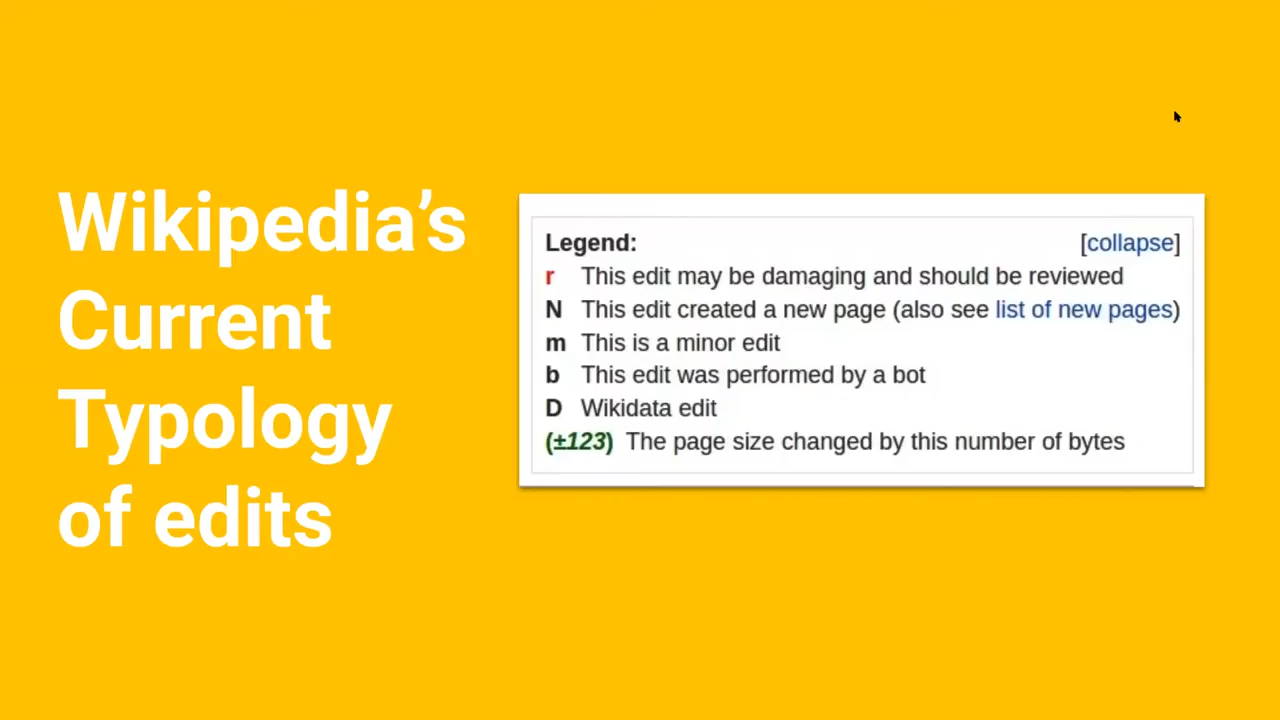 Wikipedia’s
Current
Typology
of edits
Legend: [collapse]
r This edit may be damaging and should be reviewed
N This edit created a new page (also see list of new pages)
m This is a minor edit
b This edit was performed by a bot
D Wikidata edit
(±123) The page size changed by this number of bytes